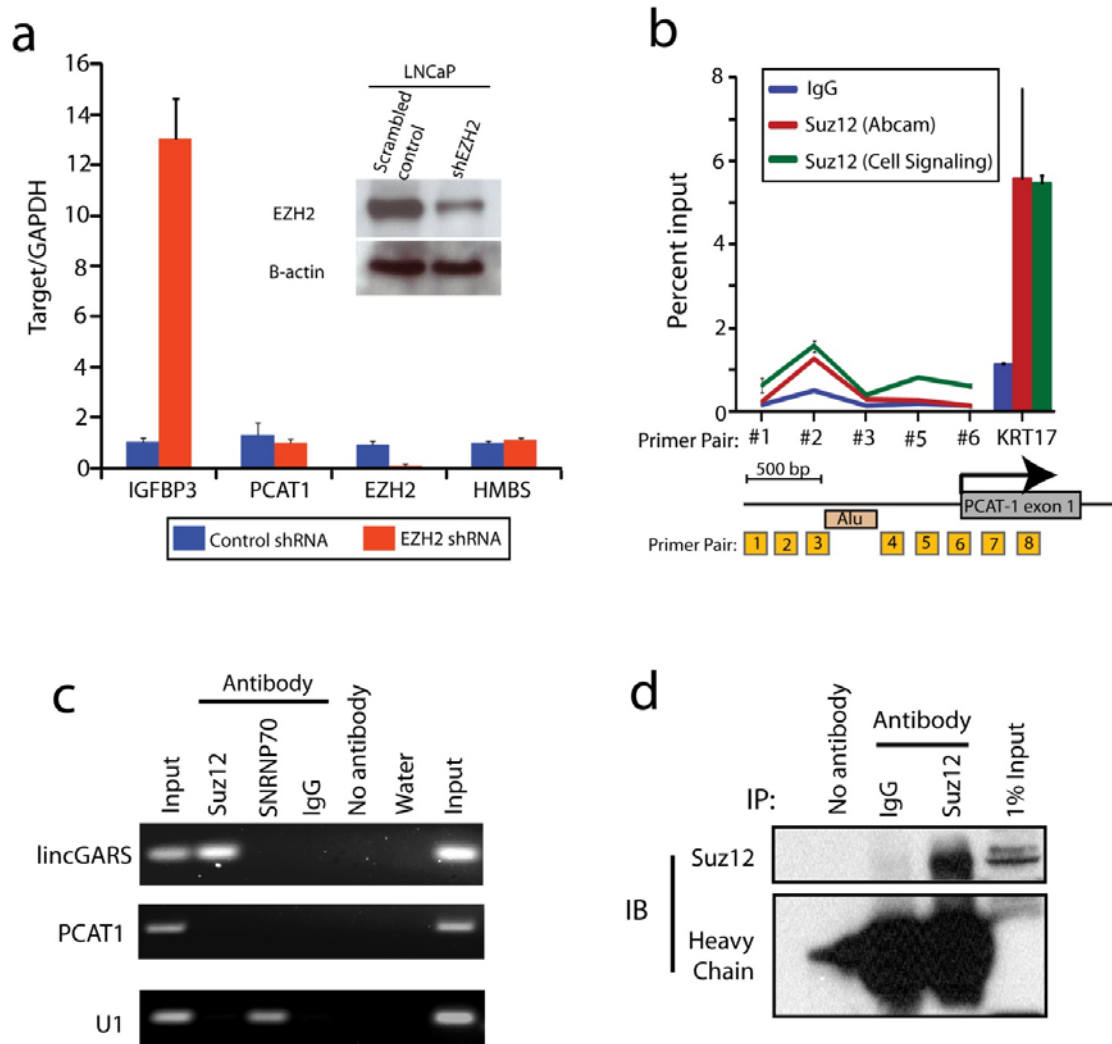 a
16
14
12
10
8
6
4
2
0
Target/GAPDH
LNCaP
Scrambled
control
shEZH2
EZH2
B-actin
IGFBP3 PCAT1 EZH2 HMBS
Control shRNA EZH2 shRNA
b
8
6
4
2
0
Percent input
IgG
Suz12 (Abcam)
Suz12 (Cell Signaling)
Primer Pair: #1 #2 #3 #5 #6 KRT17
500 bp
PCAT-1 exon 1
Alu
Primer Pair: 1 2 3 4 5 6 7 8
c
Antibody
Input Suz12 SNRNP70 IgG No antibody Water Input
lincGARS
PCAT1
U1
d
Antibody
IP: No antibody IgG Suz12 1% Input
IB
Suz12
Heavy
Chain